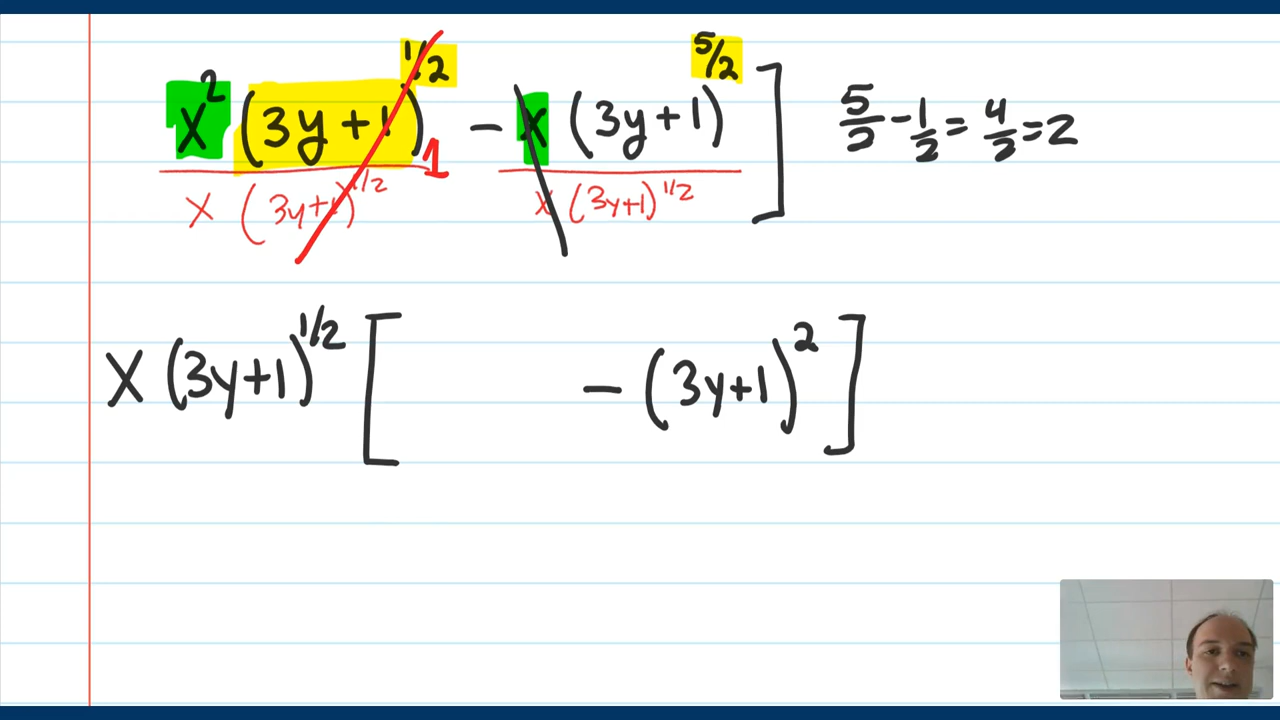 x² (3y+1)^1/2 − x (3y+1)^5/2 ] 5/2 − 1/2 = 4/2 = 2
1
x (3y+1)^1/2 x (3y+1)^1/2
x (3y+1)^1/2 [ − (3y+1)² ]